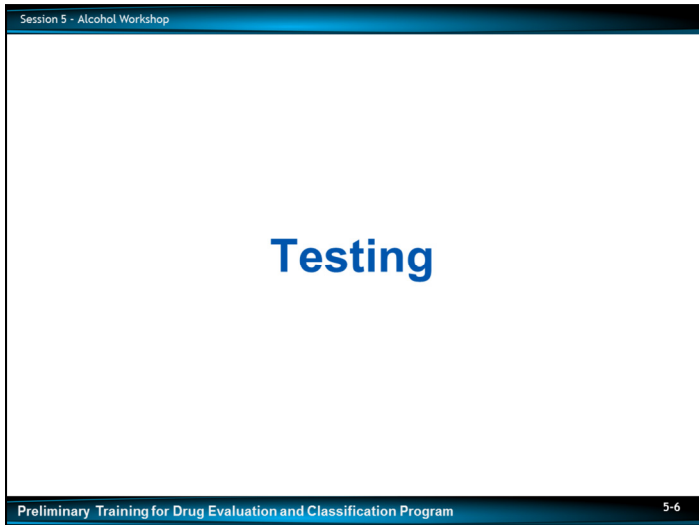 Session 5 - Alcohol Workshop
Testing
Preliminary Training for Drug Evaluation and Classification Program
5-6